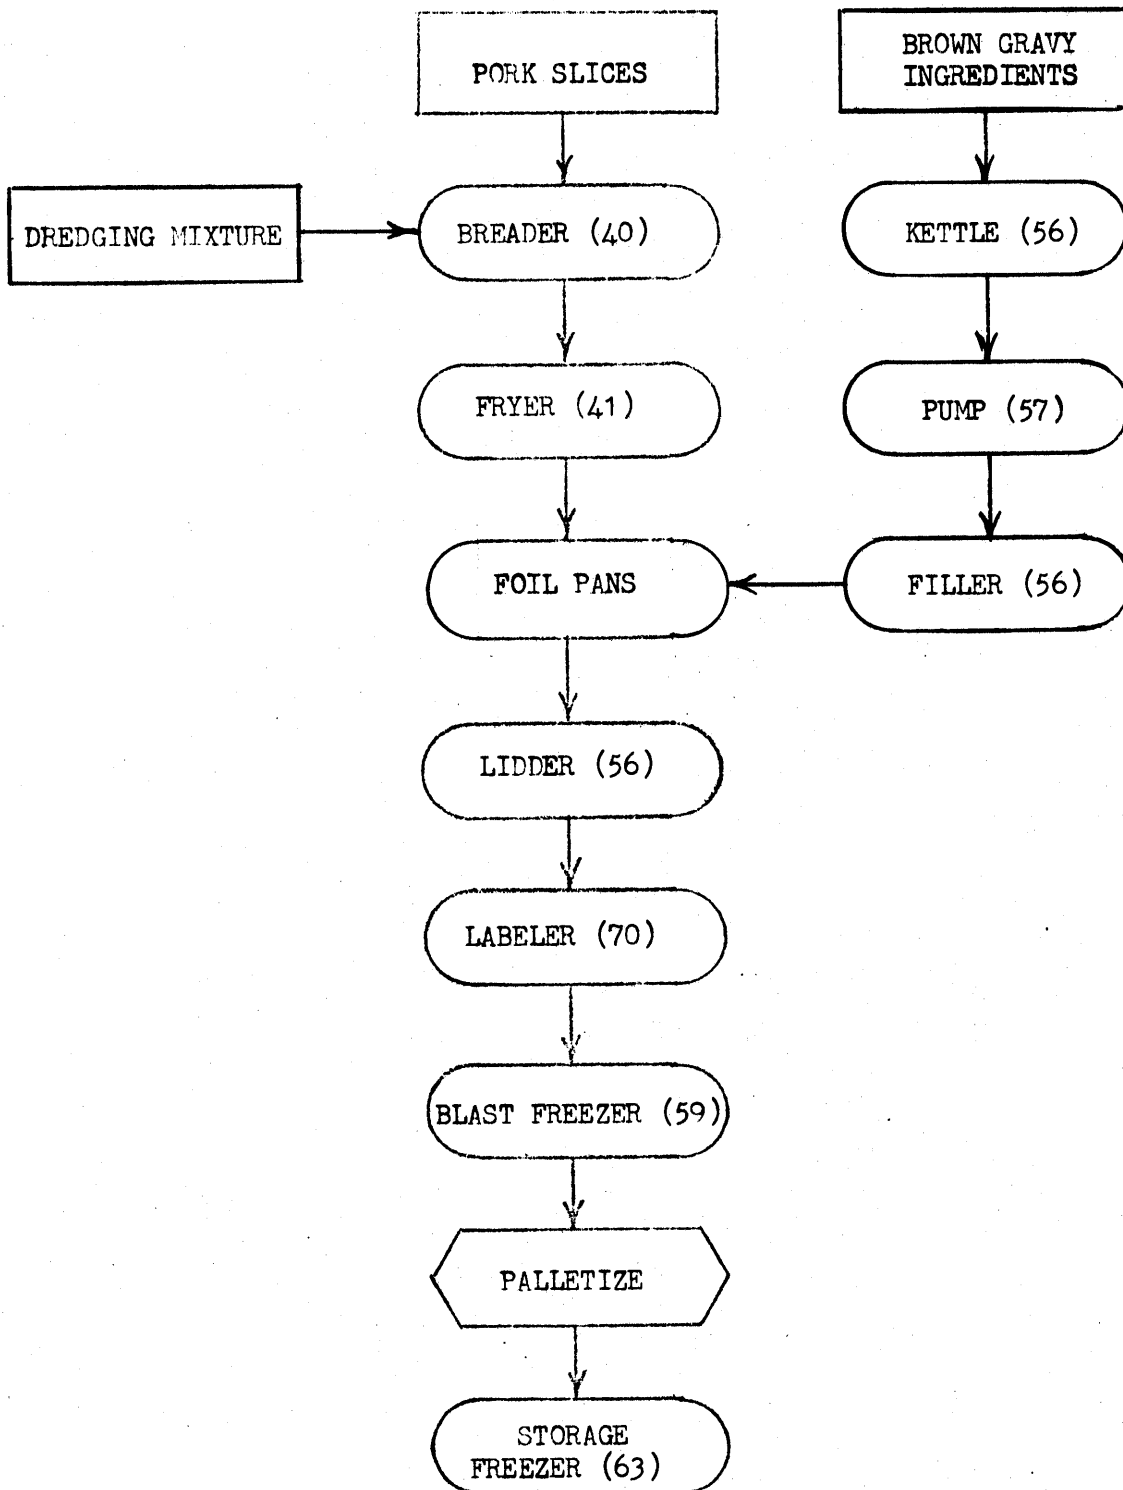 PORK SLICES
BROWN GRAVY
INGREDIENTS
DREDGING MIXTURE
BREADER (40)
KETTLE (56)
FRYER (41)
PUMP (57)
FOIL PANS
FILLER (56)
LIDDER (56)
LABELER (70)
BLAST FREEZER (59)
PALLETIZE
STORAGE
FREEZER (63)